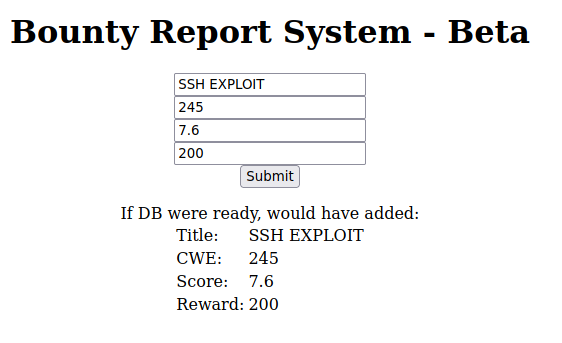 Bounty Report System - Beta
SSH EXPLOIT
245
7.6
200
Submit
If DB were ready, would have added:
Title: SSH EXPLOIT
CWE: 245
Score: 7.6
Reward: 200